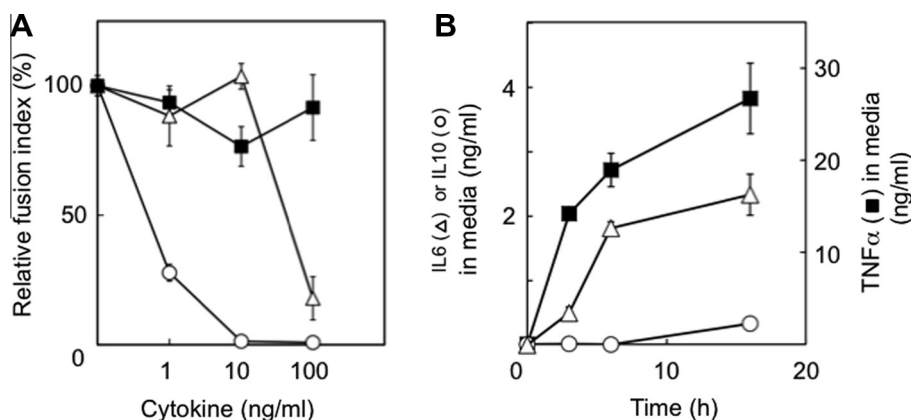 A
Relative fusion index (%)
100
50
0
1 10 100
Cytokine (ng/ml)
B
IL6 (△) or IL10 (○)
in media (ng/ml)
4
2
0 10 20
Time (h)
30
20
10
0
TNFα (■) in media
(ng/ml)